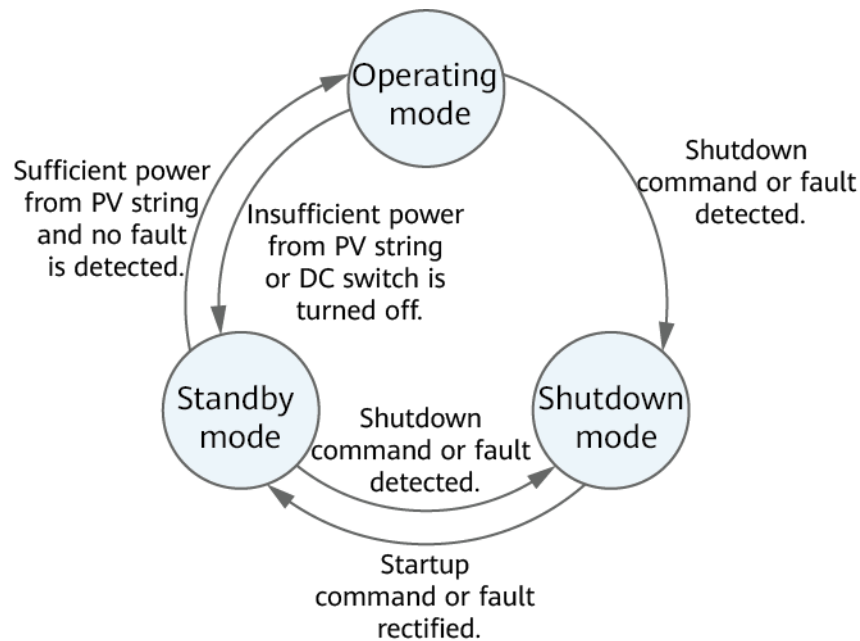 Operating
mode
Shutdown
command or fault
detected.
Sufficient power
from PV string
and no fault
is detected.
Insufficient power
from PV string
or DC switch is
turned off.
Standby
mode
Shutdown
command or fault
detected.
Shutdown
mode
Startup
command or fault
rectified.